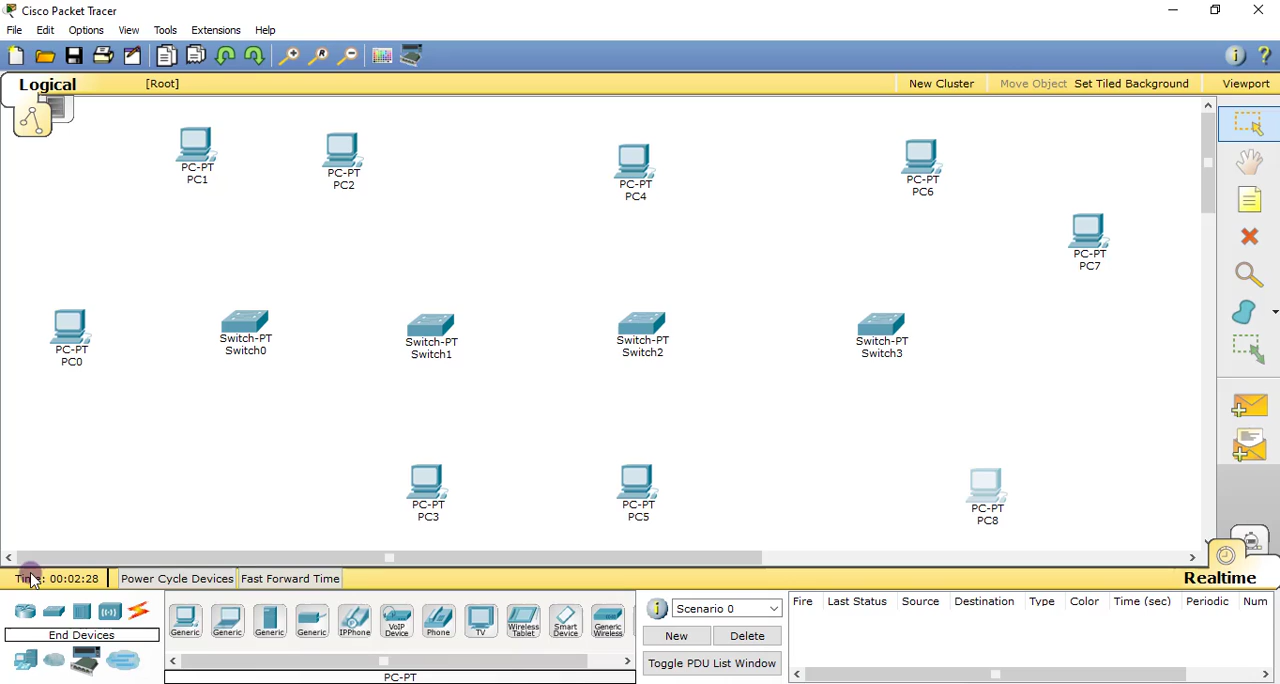 Cisco Packet Tracer
File Edit Options View Tools Extensions Help
Logical [Root] New Cluster Move Object Set Tiled Background Viewport
PC-PT
PC1
PC-PT
PC2
PC-PT
PC4
PC-PT
PC6
PC-PT
PC7
PC-PT
PC0
Switch-PT
Switch0
Switch-PT
Switch1
Switch-PT
Switch2
Switch-PT
Switch3
PC-PT
PC3
PC-PT
PC5
PC-PT
PC8
00:02:28 Power Cycle Devices Fast Forward Time Realtime
End Devices
Generic Generic Generic Generic IPPhone VoIP Device Phone TV Wireless Tablet Smart Device Generic Wireless
PC-PT
Scenario 0
New Delete
Toggle PDU List Window
Fire Last Status Source Destination Type Color Time (sec) Periodic Num